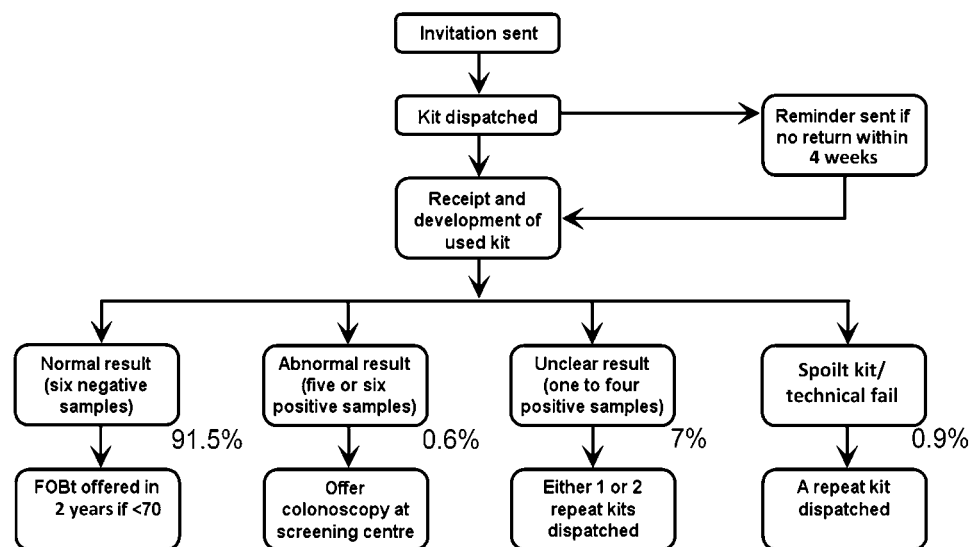 Invitation sent
Kit dispatched
Reminder sent if
no return within
4 weeks
Receipt and
development of
used kit
Normal result
(six negative
samples)
91.5%
FOBt offered in
2 years if <70
Abnormal result
(five or six
positive samples)
0.6%
Offer
colonoscopy at
screening centre
Unclear result
(one to four
positive samples)
7%
Either 1 or 2
repeat kits
dispatched
Spoilt kit/
technical fail
0.9%
A repeat kit
dispatched